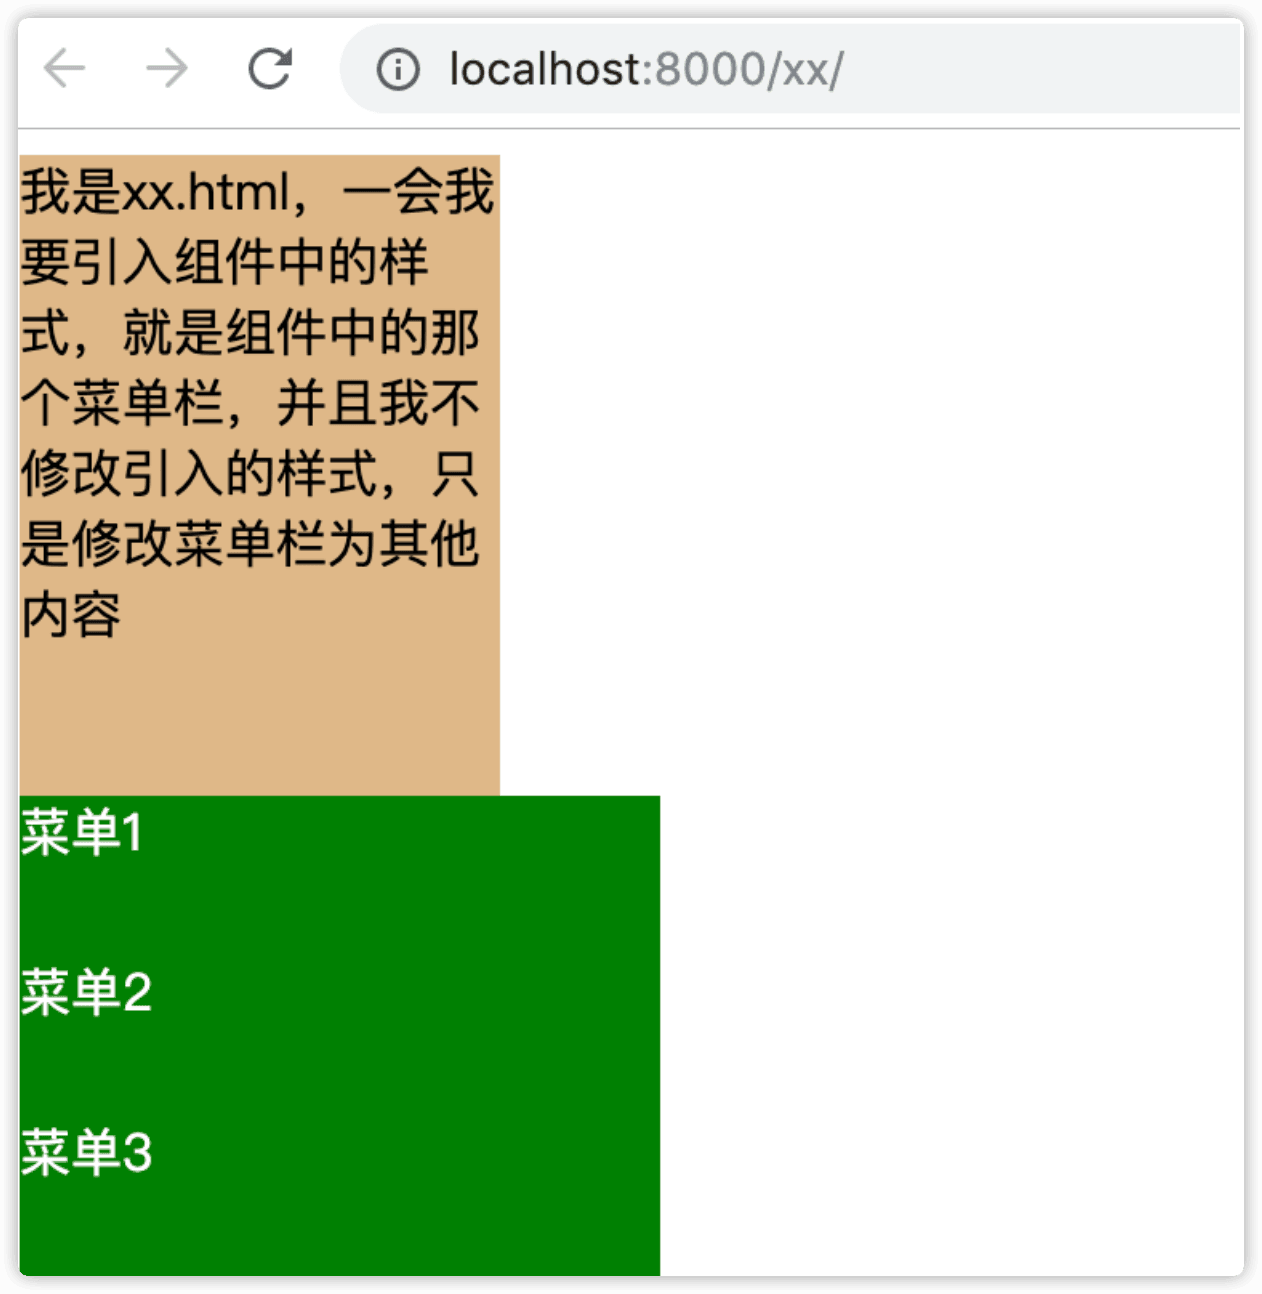 localhost:8000/xx/
我是xx.html，一会我
要引入组件中的样
式，就是组件中的那
个菜单栏，并且我不
修改引入的样式，只
是修改菜单栏为其他
内容
菜单1
菜单2
菜单3